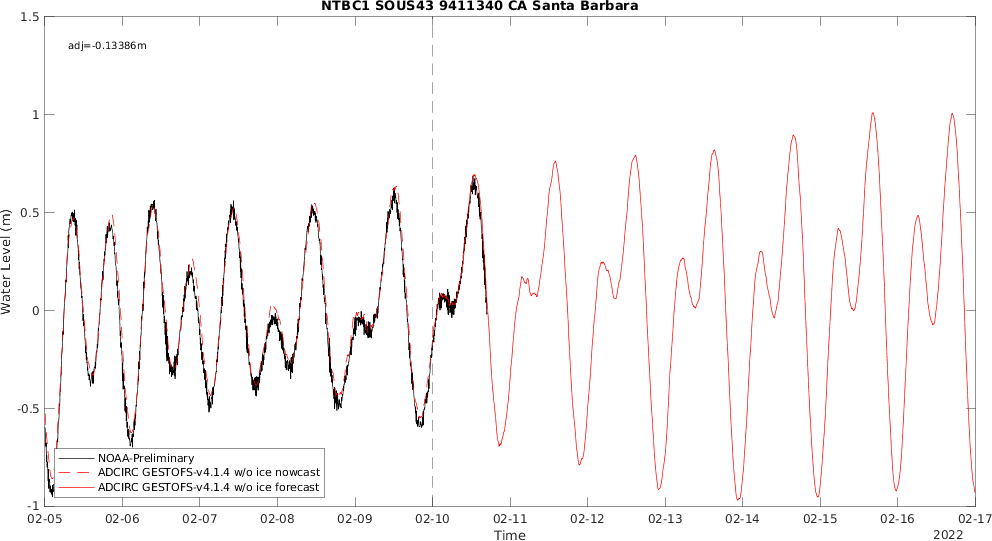 NTBC1 SOUS43 9411340 CA Santa Barbara
1.5
adj=-0.13386m
1
0.5
Water Level (m)
0
-0.5
NOAA-Preliminary
ADCIRC GESTOFS-v4.1.4 w/o ice nowcast
ADCIRC GESTOFS-v4.1.4 w/o ice forecast
-1
02-05 02-06 02-07 02-08 02-09 02-10 02-11 02-12 02-13 02-14 02-15 02-16 02-17
Time
2022